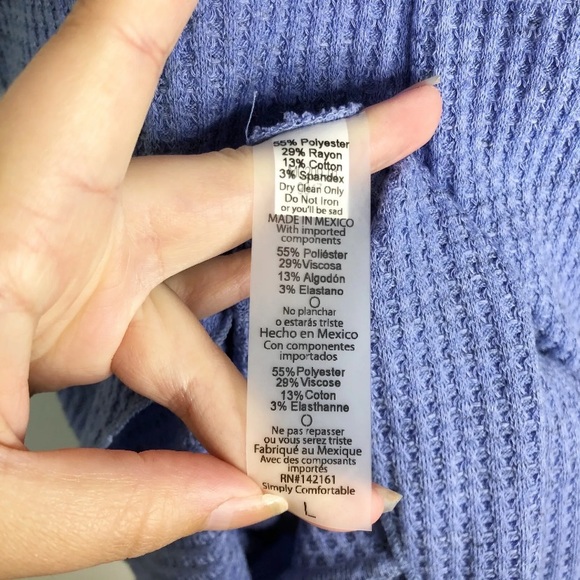 55% Polyester
29% Rayon
13% Cotton
3% Spandex
Dry Clean Only
Do Not Iron
or you'll be sad
MADE IN MEXICO
With imported
components
55% Poliéster
29%Viscosa
13% Algodón
3% Elastano
No planchar
o estarás triste
Hecho en Mexico
Con componentes
importados
55%Polyester
29% Viscose
13% Coton
3% Elasthanne
Ne pas repasser
ou vous serez triste
Fabriqué au Mexique
Avec des composants
importés
RN#142161
Simply Comfortable
L